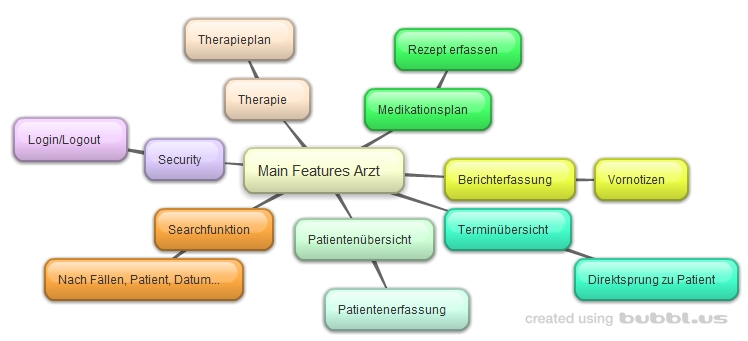 Therapieplan
Rezept erfassen
Therapie
Medikationsplan
Login/Logout
Security
Main Features Arzt
Berichterfassung
Vornotizen
Searchfunktion
Patientenübersicht
Terminübersicht
Nach Fällen, Patient, Datum...
Direktsprung zu Patient
Patientenerfassung
created using bubbl.us